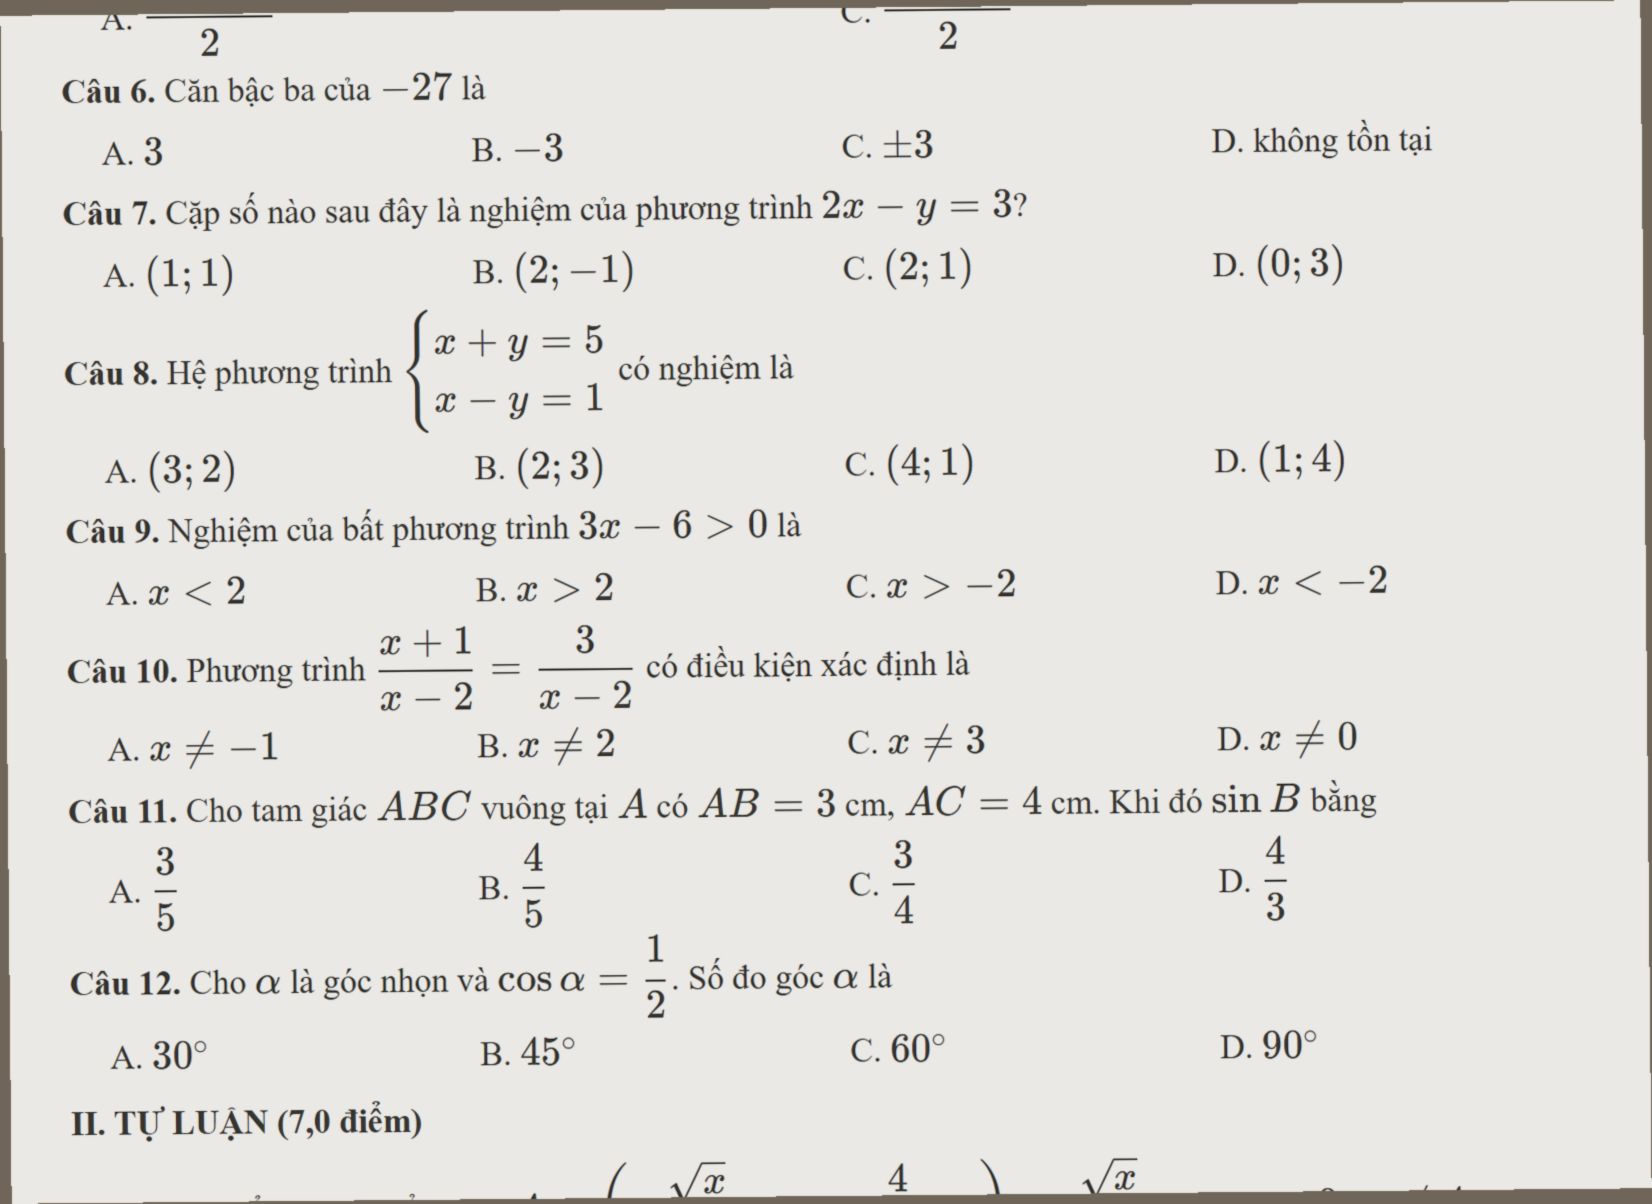 A. 2 C. 2
Câu 6. Căn bậc ba của −27 là
A. 3 B. −3 C. ±3 D. không tồn tại
Câu 7. Cặp số nào sau đây là nghiệm của phương trình 2x − y = 3?
A. (1; 1) B. (2; −1) C. (2; 1) D. (0; 3)
Câu 8. Hệ phương trình { x + y = 5 x − y = 1 có nghiệm là
A. (3; 2) B. (2; 3) C. (4; 1) D. (1; 4)
Câu 9. Nghiệm của bất phương trình 3x − 6 > 0 là
A. x < 2 B. x > 2 C. x > −2 D. x < −2
Câu 10. Phương trình (x + 1)/(x − 2) = 3/(x − 2) có điều kiện xác định là
A. x ≠ −1 B. x ≠ 2 C. x ≠ 3 D. x ≠ 0
Câu 11. Cho tam giác ABC vuông tại A có AB = 3 cm, AC = 4 cm. Khi đó sin B bằng
A. 3/5 B. 4/5 C. 3/4 D. 4/3
Câu 12. Cho α là góc nhọn và cos α = 1/2. Số đo góc α là
A. 30° B. 45° C. 60° D. 90°
II. TỰ LUẬN (7,0 điểm)
( √x 4 ) √x